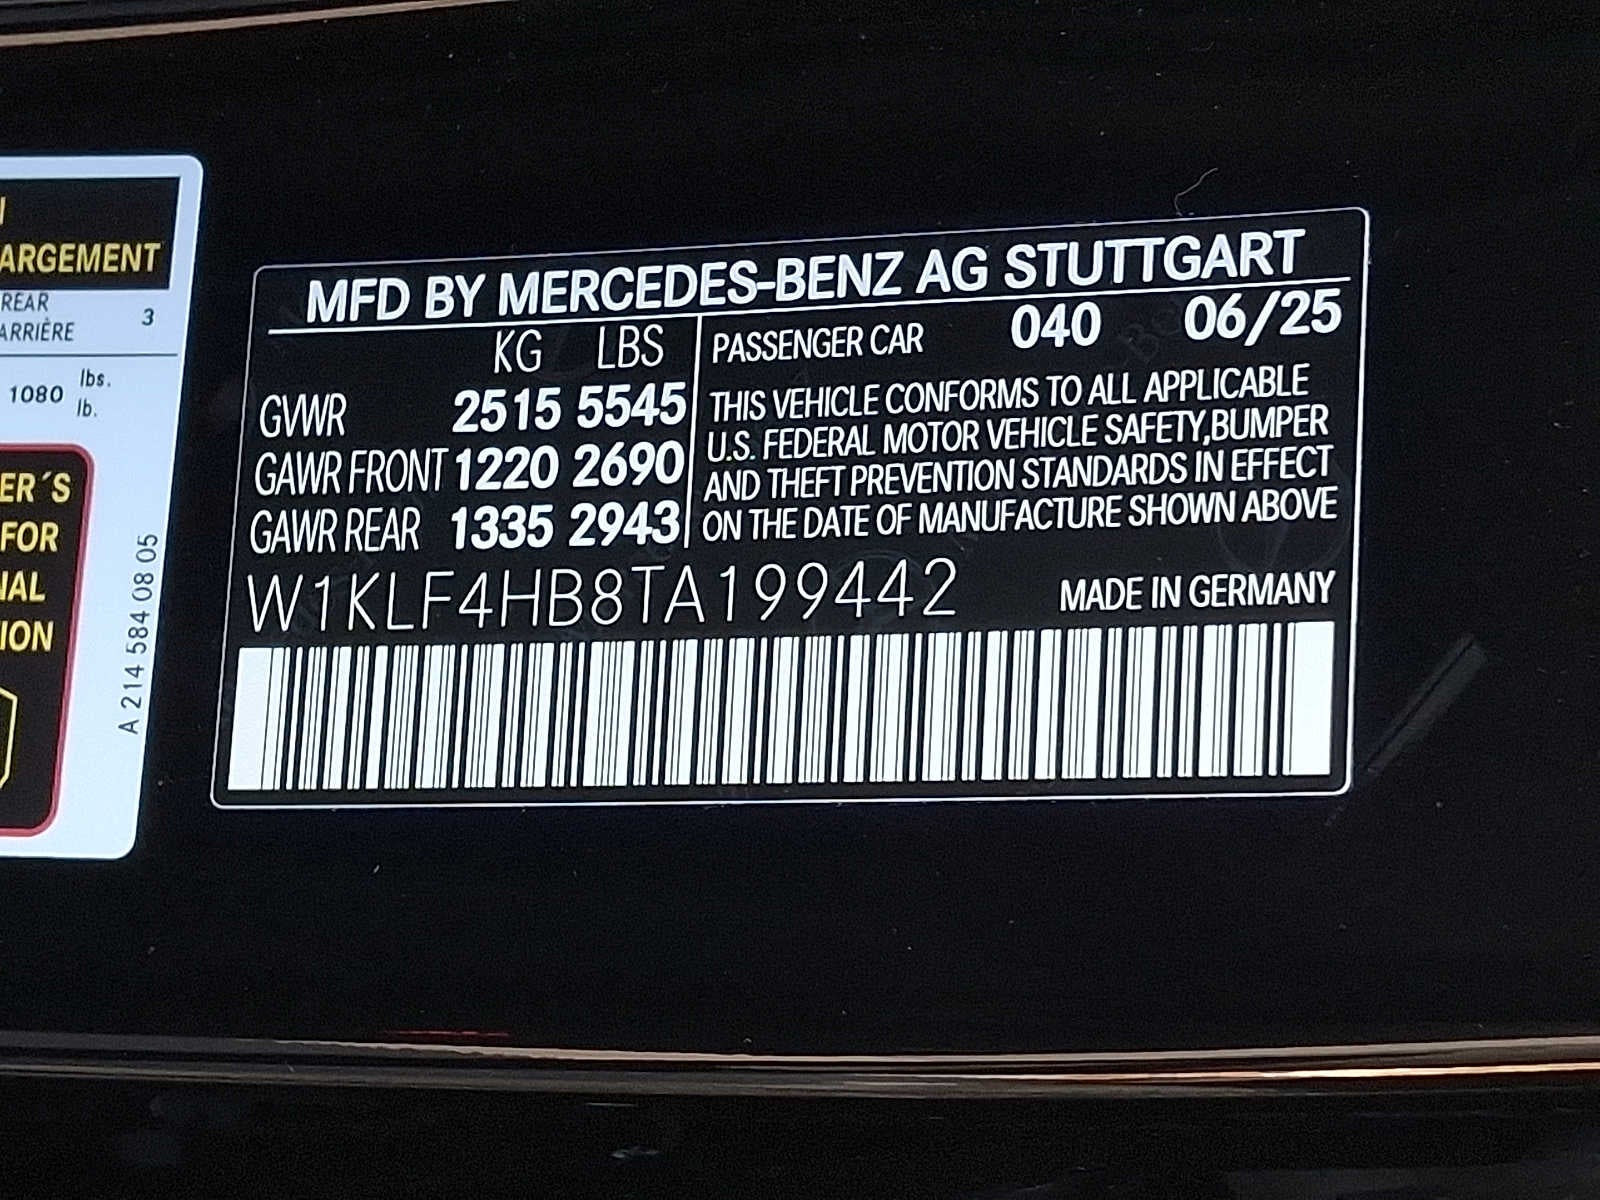 ARGEMENT
REAR
ARRIÈRE 3
1080 lbs.
lb.
ER´S
FOR
NAL
ION
A 214 584 08 05
MFD BY MERCEDES-BENZ AG STUTTGART
KG LBS
GVWR 2515 5545
GAWR FRONT 1220 2690
GAWR REAR 1335 2943
PASSENGER CAR 040 06/25
THIS VEHICLE CONFORMS TO ALL APPLICABLE
U.S. FEDERAL MOTOR VEHICLE SAFETY,BUMPER
AND THEFT PREVENTION STANDARDS IN EFFECT
ON THE DATE OF MANUFACTURE SHOWN ABOVE
W1KLF4HB8TA199442
MADE IN GERMANY